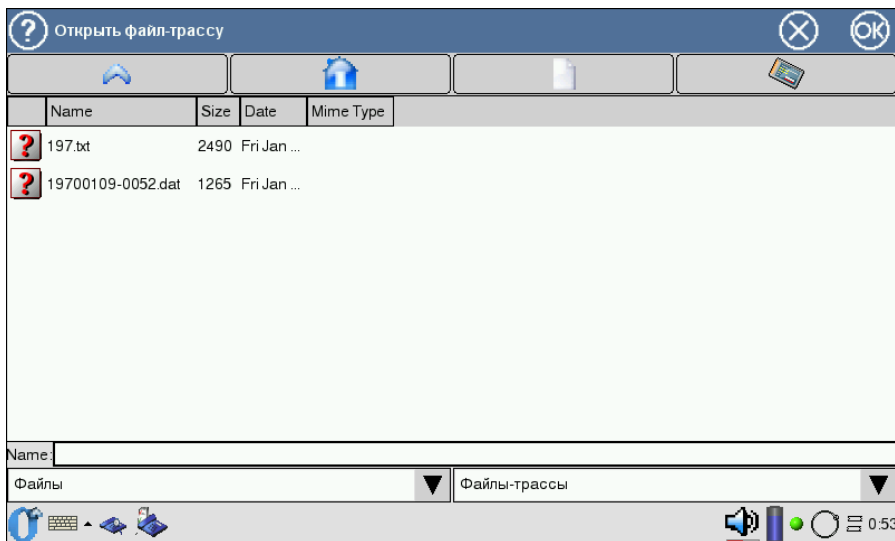 Открыть файл-трассу
OK
Name Size Date Mime Type
197.txt 2490 Fri Jan ...
19700109-0052.dat 1265 Fri Jan ...
Name:
Файлы Файлы-трассы
0:53